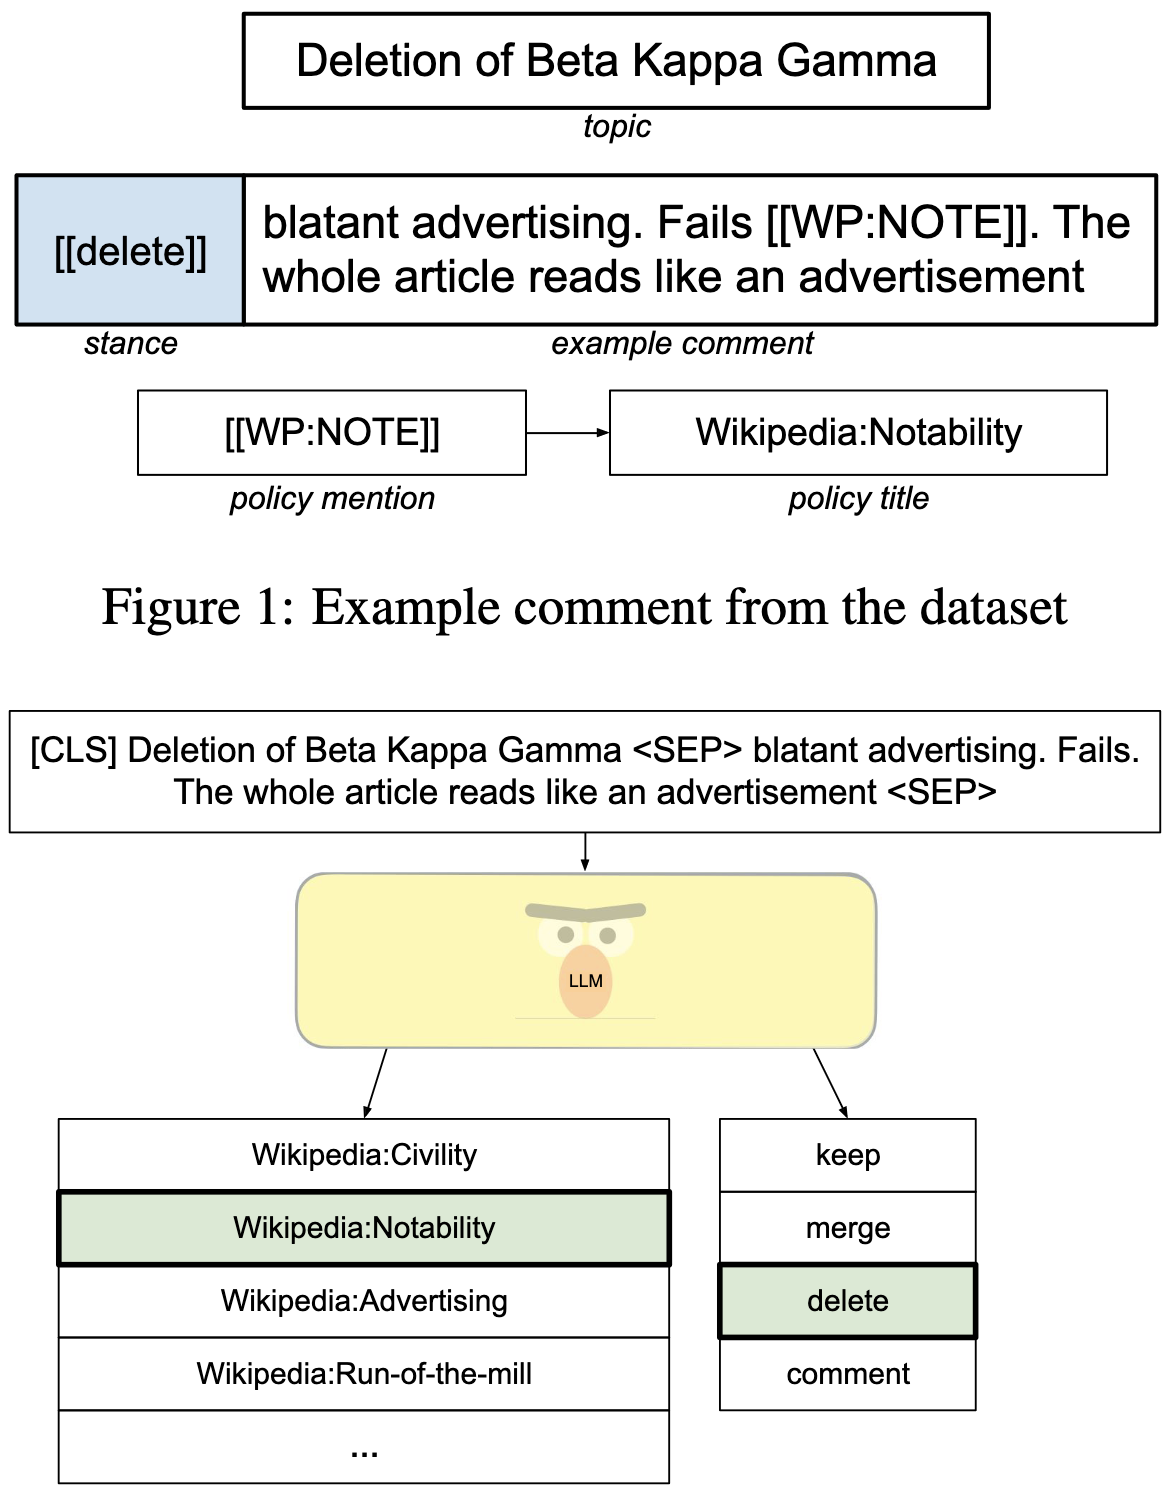 Deletion of Beta Kappa Gamma
topic
[[delete]]
blatant advertising. Fails [[WP:NOTE]]. The
whole article reads like an advertisement
stance
example comment
[[WP:NOTE]]
Wikipedia:Notability
policy mention
policy title
Figure 1: Example comment from the dataset
[CLS] Deletion of Beta Kappa Gamma <SEP> blatant advertising. Fails.
The whole article reads like an advertisement <SEP>
LLM
Wikipedia:Civility
Wikipedia:Notability
Wikipedia:Advertising
Wikipedia:Run-of-the-mill
...
keep
merge
delete
comment